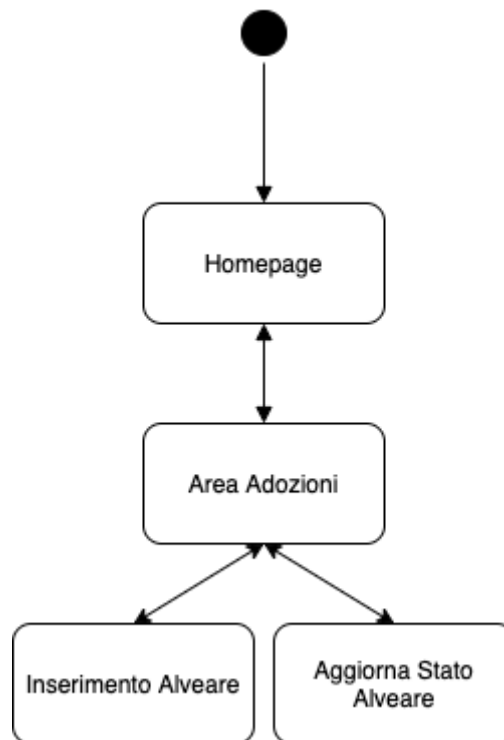 Homepage
Area Adozioni
Inserimento Alveare
Aggiorna Stato
Alveare